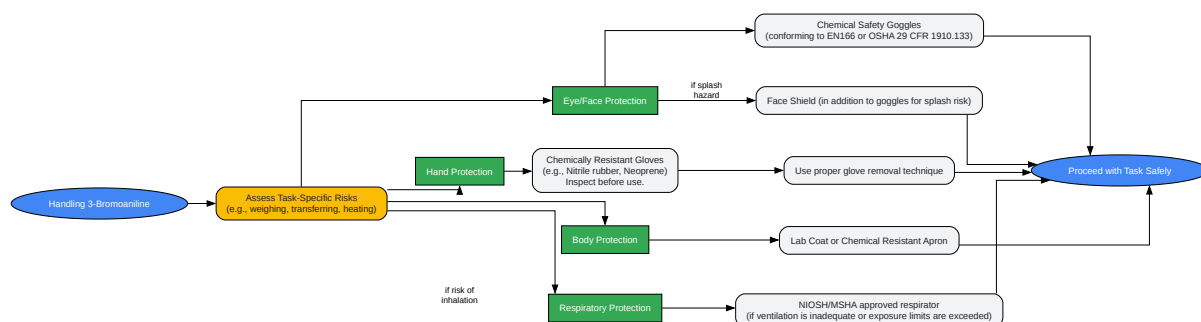 Chemical Safety Goggles
(conforming to EN166 or OSHA 29 CFR 1910.133)
if splash
hazard
Eye/Face Protection
Face Shield (in addition to goggles for splash risk)
Hand Protection
Chemically Resistant Gloves
(e.g., Nitrile rubber, Neoprene)
Inspect before use.
Use proper glove removal technique
Proceed with Task Safely
Handling 3-Bromoaniline
Assess Task-Specific Risks
(e.g., weighing, transferring, heating)
Body Protection
Lab Coat or Chemical Resistant Apron
if risk of
inhalation
Respiratory Protection
NIOSH/MSHA approved respirator
(if ventilation is inadequate or exposure limits are exceeded)